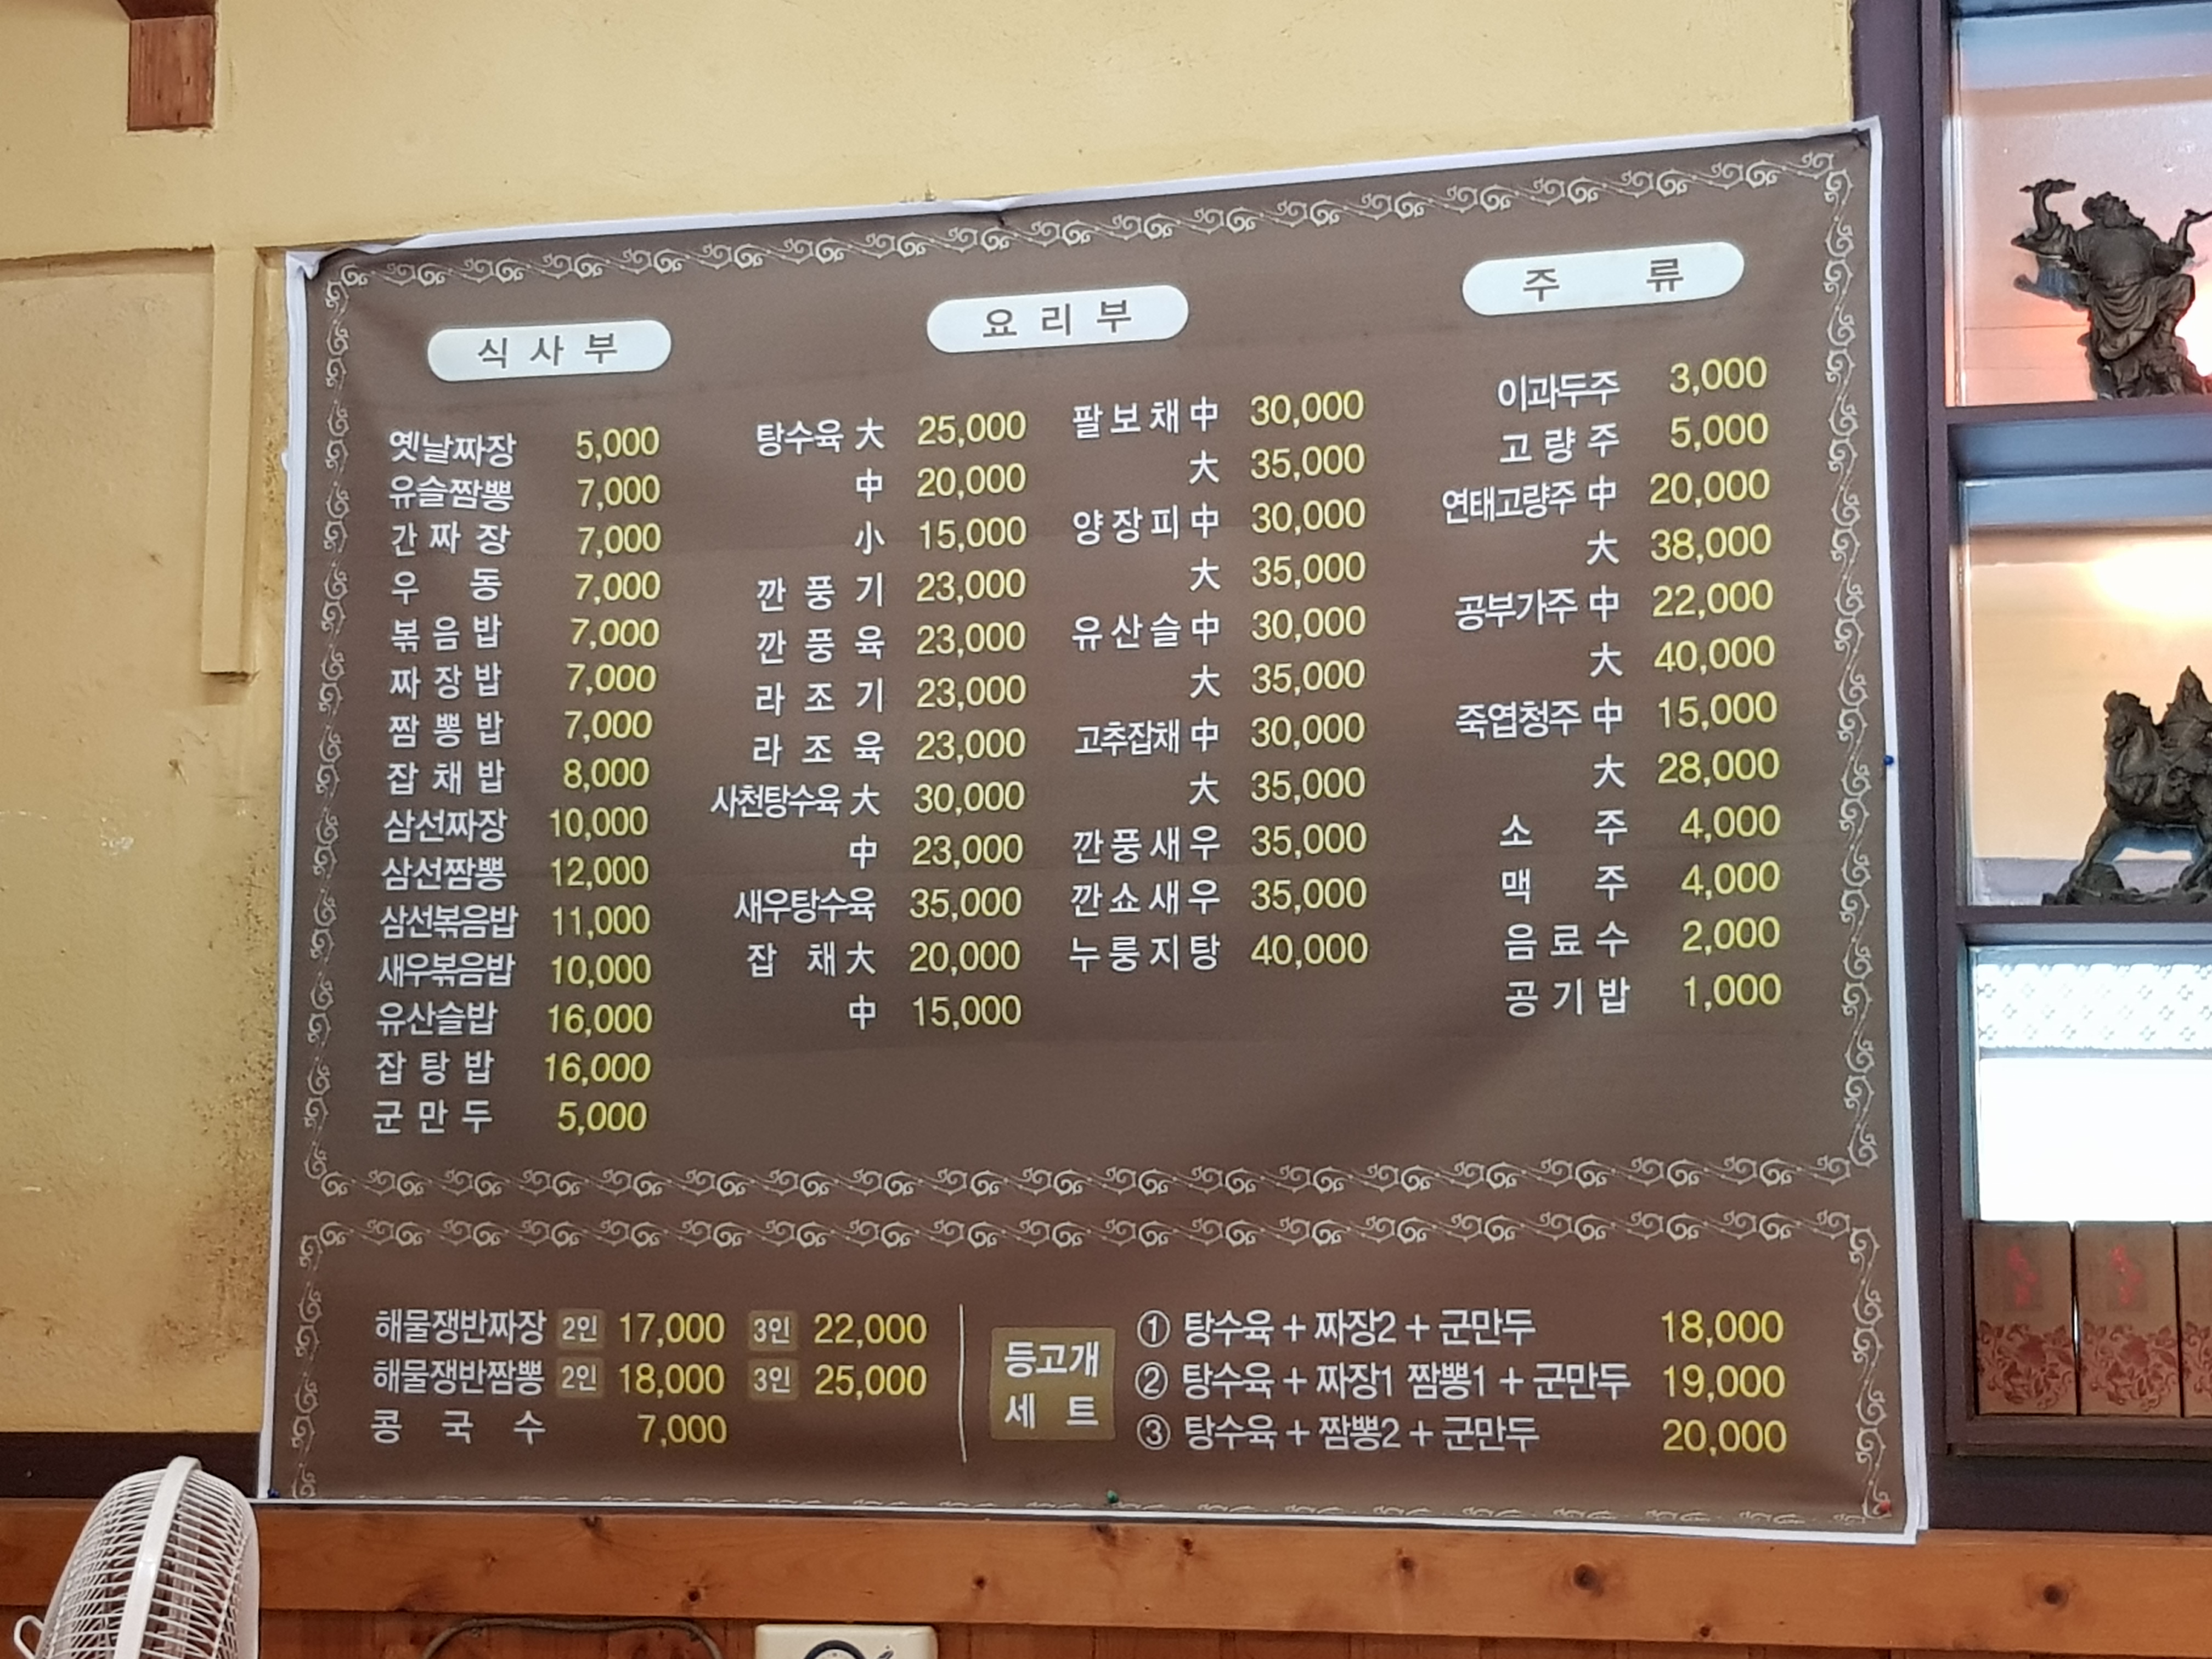 식사부
옛날짜장 5,000
유슬짬뽕 7,000
간짜장 7,000
우동 7,000
볶음밥 7,000
짜장밥 7,000
짬뽕밥 7,000
잡채밥 8,000
삼선짜장 10,000
삼선짬뽕 12,000
삼선볶음밥 11,000
새우볶음밥 10,000
유산슬밥 16,000
잡탕밥 16,000
군만두 5,000
요리부
탕수육 大 25,000
中 20,000
小 15,000
깐풍기 23,000
깐풍육 23,000
라조기 23,000
라조육 23,000
사천탕수육 大 30,000
中 23,000
새우탕수육 35,000
잡채 大 20,000
中 15,000
팔보채 中 30,000
大 35,000
양장피 中 30,000
大 35,000
유산슬 中 30,000
大 35,000
고추잡채 中 30,000
大 35,000
깐풍새우 35,000
깐쇼새우 35,000
누룽지탕 40,000
주류
이과두주 3,000
고량주 5,000
연태고량주 中 20,000
大 38,000
공부가주 中 22,000
大 40,000
죽엽청주 中 15,000
大 28,000
소주 4,000
맥주 4,000
음료수 2,000
공기밥 1,000
해물쟁반짜장 2인 17,000 3인 22,000
해물쟁반짬뽕 2인 18,000 3인 25,000
콩국수 7,000
등고개
세트
① 탕수육 + 짜장2 + 군만두 18,000
② 탕수육 + 짜장1 짬뽕1 + 군만두 19,000
③ 탕수육 + 짬뽕2 + 군만두 20,000